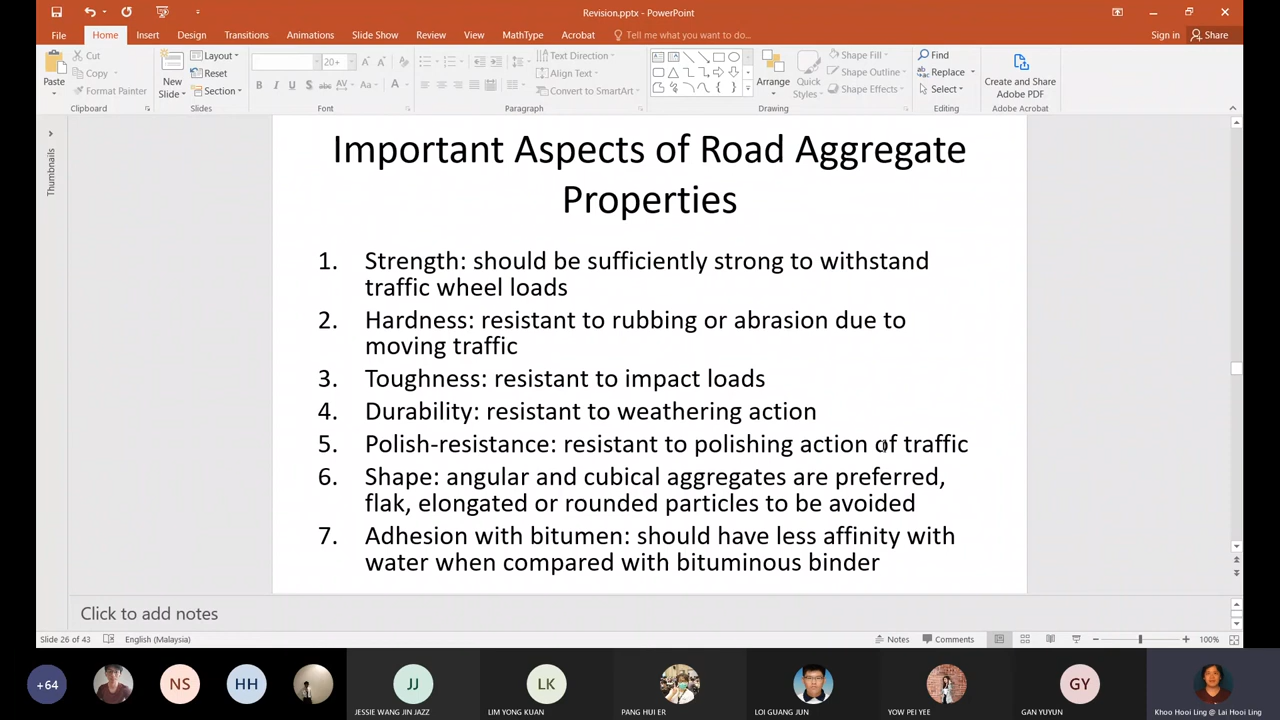 Revision.pptx - PowerPoint
File Home Insert Design Transitions Animations Slide Show Review View MathType Acrobat Tell me what you want to do... Sign in Share
Cut Layout 20+ Text Direction Shape Fill Find
Copy Reset Align Text Shape Outline Replace
Paste Format Painter New Slide Section Convert to SmartArt Arrange Quick Styles Shape Effects Select Create and Share Adobe PDF
Clipboard Slides Font Paragraph Drawing Editing Adobe Acrobat
Thumbnails
Important Aspects of Road Aggregate
Properties
1. Strength: should be sufficiently strong to withstand
traffic wheel loads
2. Hardness: resistant to rubbing or abrasion due to
moving traffic
3. Toughness: resistant to impact loads
4. Durability: resistant to weathering action
5. Polish-resistance: resistant to polishing action of traffic
6. Shape: angular and cubical aggregates are preferred,
flak, elongated or rounded particles to be avoided
7. Adhesion with bitumen: should have less affinity with
water when compared with bituminous binder
Click to add notes
Slide 26 of 43 English (Malaysia) Notes Comments 100%
+64 NS HH JJ LK GY
JESSIE WANG JIN JAZZ LIM YONG KUAN PANG HUI ER LOI GUANG JUN YOW PEI YEE GAN YUYUN Khoo Hooi Ling @ Lai Hooi Ling